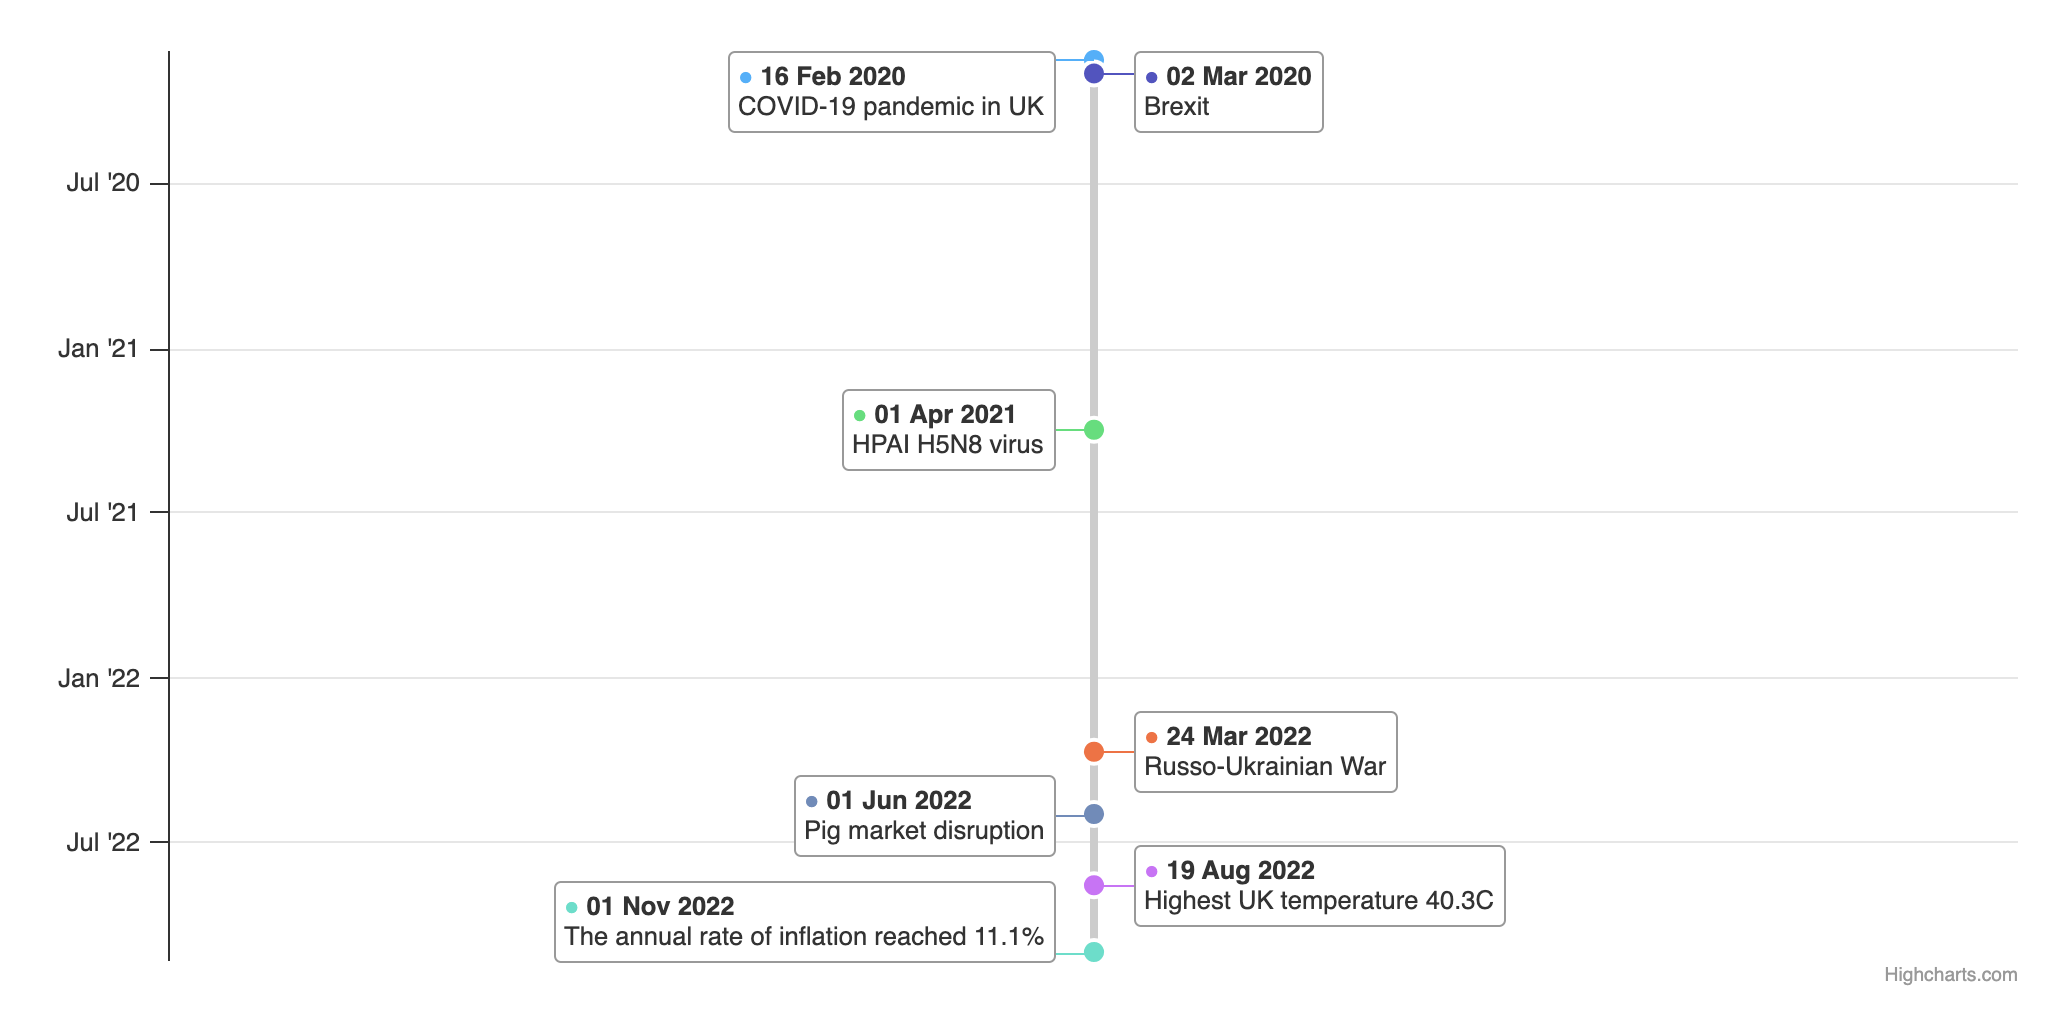 16 Feb 2020
COVID-19 pandemic in UK
02 Mar 2020
Brexit
Jul '20
Jan '21
01 Apr 2021
HPAI H5N8 virus
Jul '21
Jan '22
24 Mar 2022
Russo-Ukrainian War
01 Jun 2022
Pig market disruption
Jul '22
19 Aug 2022
Highest UK temperature 40.3C
01 Nov 2022
The annual rate of inflation reached 11.1%
Highcharts.com